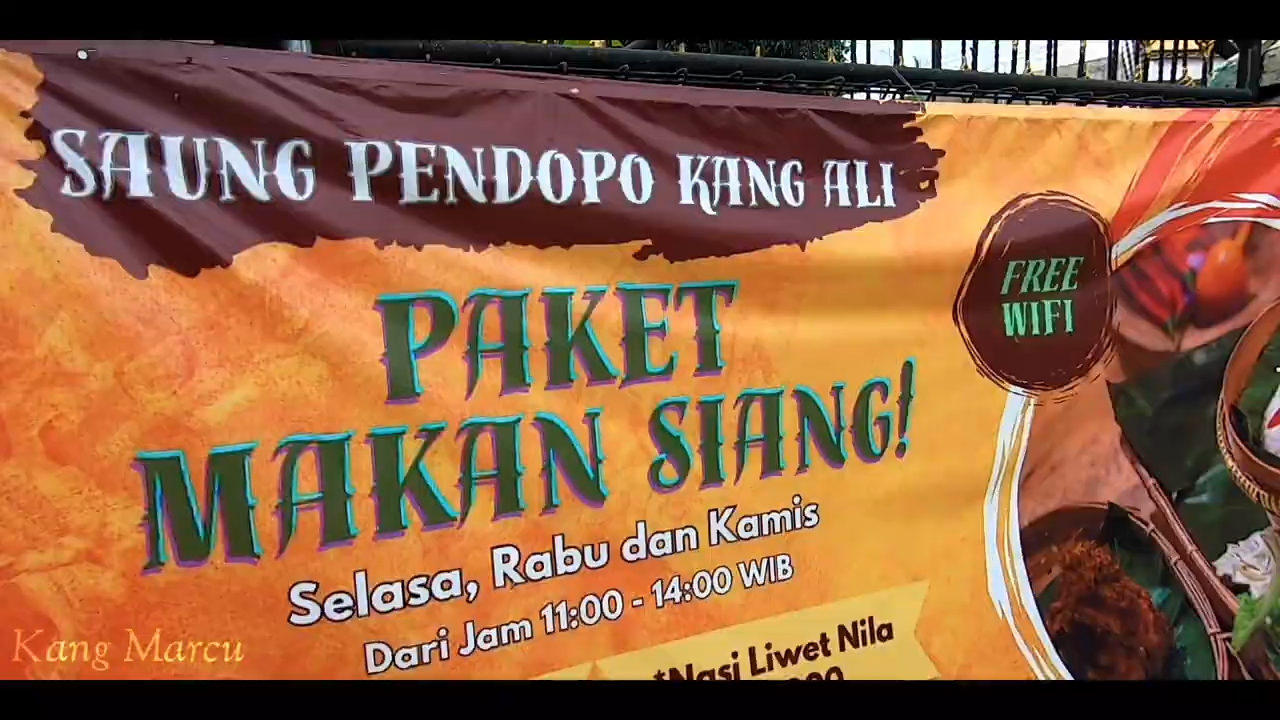 SAUNG PENDOPO KANG ALI
FREE
WIFI
PAKET
MAKAN SIANG!
Selasa, Rabu dan Kamis
Dari Jam 11:00 - 14:00 WIB
*Nasi Liwet Nila
Kang Marcu